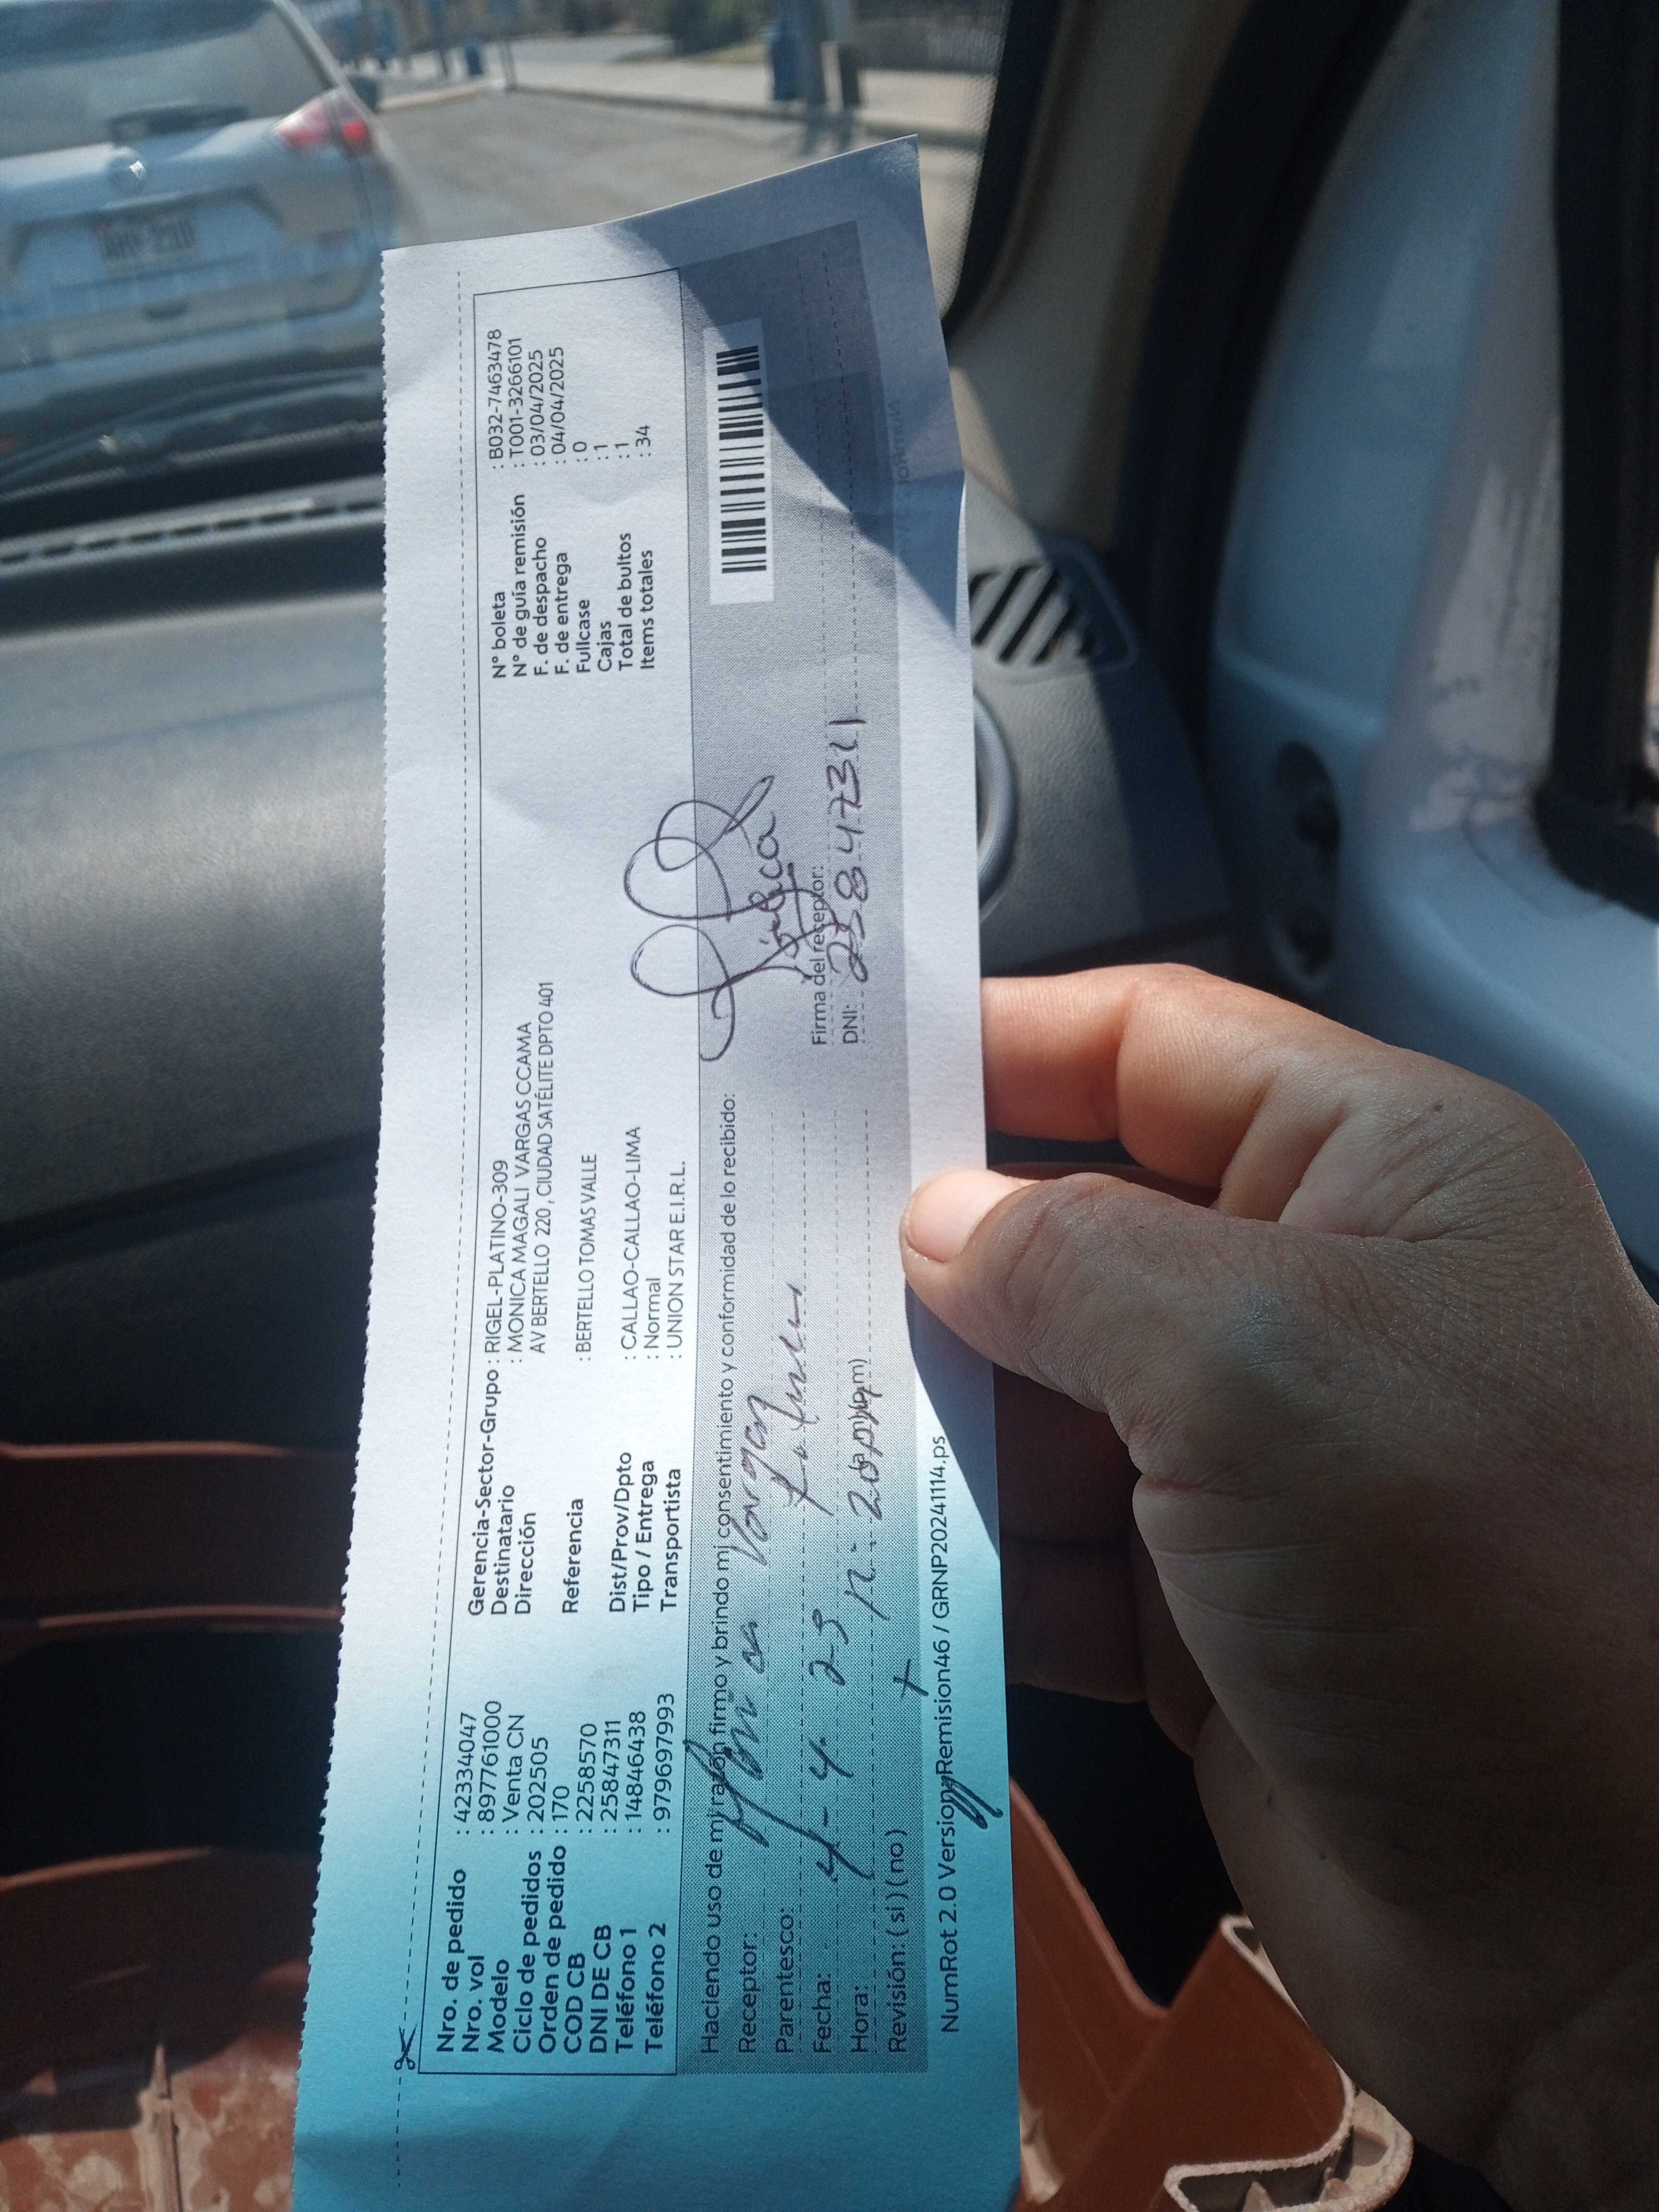 Nro. de pedido : 42334047
Nro. vol : 897761000
Modelo : Venta CN
Ciclo de pedidos : 202505
Orden de pedido : 170
COD CB : 2258570
DNI DE CB : 25847311
Teléfono 1 : 14846438
Teléfono 2 : 979697993
Gerencia-Sector-Grupo : RIGEL-PLATINO-309
Destinatario : MONICA MAGALI VARGAS CCAMA
Dirección AV BERTELLO 220 , CIUDAD SATÉLITE DPTO 401
Referencia : BERTELLO TOMAS VALLE
Dist/Prov/Dpto : CALLAO-CALLAO-LIMA
Tipo / Entrega : Normal
Transportista : UNION STAR E.I.R.L.
N° boleta : B032-7463478
N° de guía remisión : T001-3266101
F. de despacho : 03/04/2025
F. de entrega : 04/04/2025
Fullcase : 0
Cajas : 1
Total de bultos : 1
Items totales : 34
Haciendo uso de mi razón firmo y brindo mi consentimiento y conformidad de lo recibido:
Receptor: Monica Vargas
Parentesco: Titular
Fecha: 4-4-25
Hora: 12:20pm
Revisión: ( si ) ( no )
Firma del receptor:
DNI: 25847311
NumRot 2.0 Version Remision46 / GRNP20241114.ps